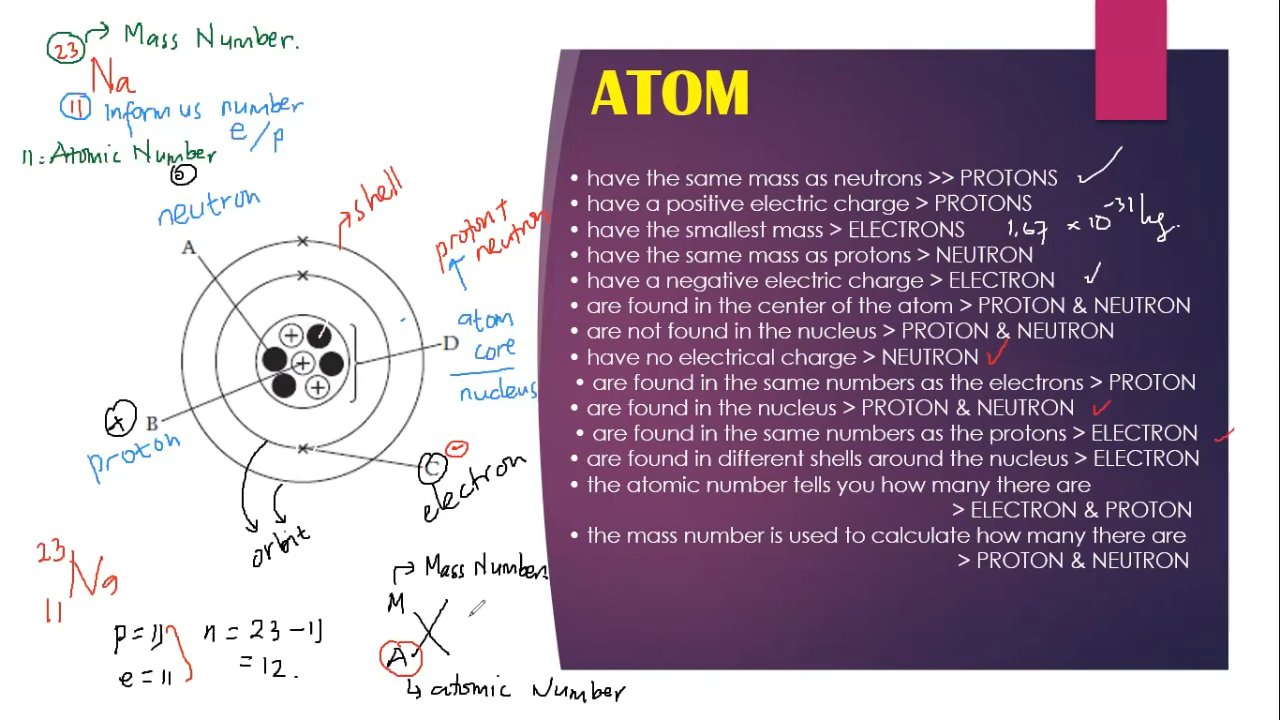 23 → Mass Number.
Na
11 Inform us number
e/p
11 = Atomic Number
neutron
A
shell
proton +
neutron
atom
core
D
nucleus
+
+
+
B
proton
C
electron
orbit
23
Na
11
p = 11
e = 11
n = 23 - 11
= 12.
Mass Number
M
X
A
atomic Number
ATOM
• have the same mass as neutrons >> PROTONS
• have a positive electric charge > PROTONS
• have the smallest mass > ELECTRONS 1.67 × 10⁻³¹ kg.
• have the same mass as protons > NEUTRON
• have a negative electric charge > ELECTRON
• are found in the center of the atom > PROTON & NEUTRON
• are not found in the nucleus > PROTON & NEUTRON
• have no electrical charge > NEUTRON
• are found in the same numbers as the electrons > PROTON
• are found in the nucleus > PROTON & NEUTRON
• are found in the same numbers as the protons > ELECTRON
• are found in different shells around the nucleus > ELECTRON
• the atomic number tells you how many there are
> ELECTRON & PROTON
• the mass number is used to calculate how many there are
> PROTON & NEUTRON